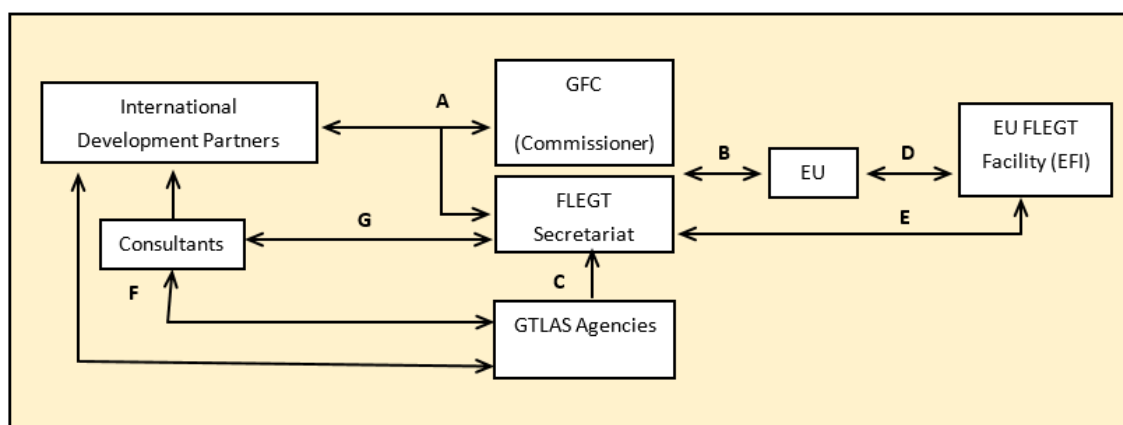 International
Development Partners
A
GFC
(Commissioner)
B
EU
D
EU FLEGT
Facility (EFI)
FLEGT
Secretariat
E
Consultants
G
F
C
GTLAS Agencies